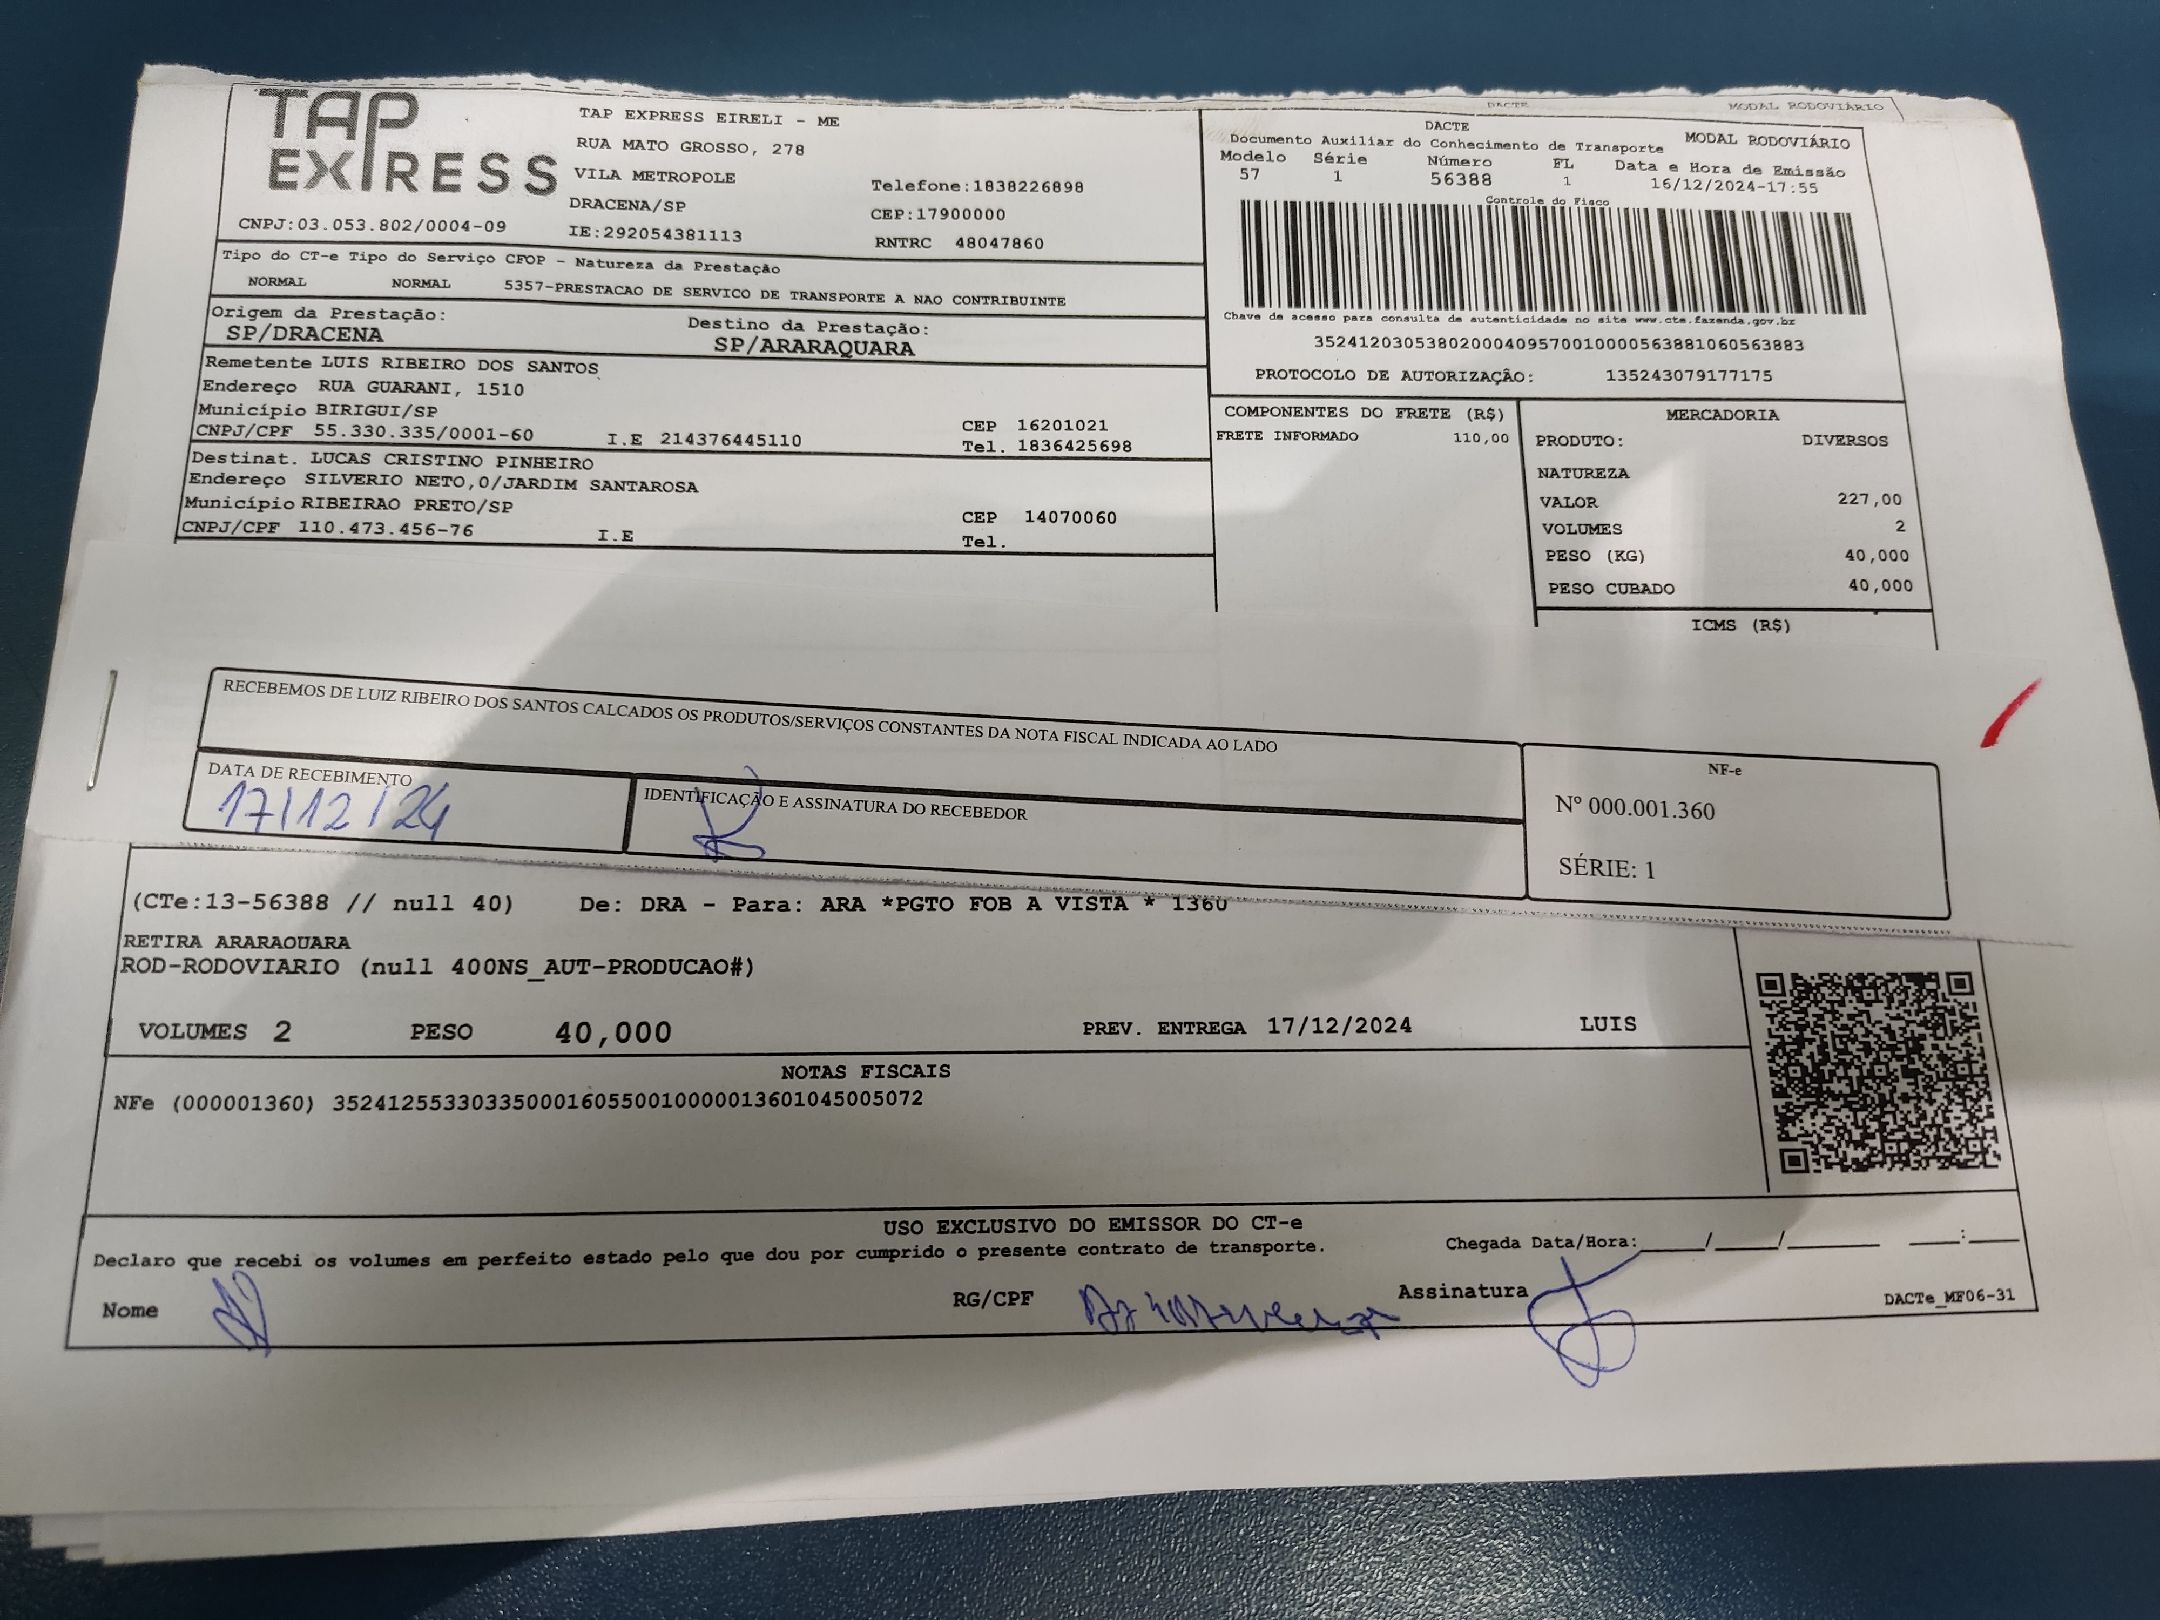 DACTE MODAL RODOVIÁRIO
TAP EXPRESS
TAP EXPRESS EIRELI - ME
RUA MATO GROSSO, 278
VILA METROPOLE
DRACENA/SP
IE:292054381113
Telefone:1838226898
CEP:17900000
RNTRC 48047860
CNPJ:03.053.802/0004-09
DACTE
Documento Auxiliar do Conhecimento de Transporte
MODAL RODOVIÁRIO
Modelo Série Número FL Data e Hora de Emissão
57 1 56388 1 16/12/2024-17:55
Controle do Fisco
Chave de acesso para consulta de autenticidade no site www.cte.fazenda.gov.br
35241203053802000409570010000563881060563883
PROTOCOLO DE AUTORIZAÇÃO: 135243079177175
Tipo do CT-e Tipo do Serviço CFOP - Natureza da Prestação
NORMAL NORMAL 5357-PRESTACAO DE SERVICO DE TRANSPORTE A NAO CONTRIBUINTE
Origem da Prestação: Destino da Prestação:
SP/DRACENA SP/ARARAQUARA
Remetente LUIS RIBEIRO DOS SANTOS
Endereço RUA GUARANI, 1510
Município BIRIGUI/SP CEP 16201021
CNPJ/CPF 55.330.335/0001-60 I.E 214376445110 Tel. 1836425698
Destinat. LUCAS CRISTINO PINHEIRO
Endereço SILVERIO NETO,0/JARDIM SANTAROSA
Município RIBEIRAO PRETO/SP CEP 14070060
CNPJ/CPF 110.473.456-76 I.E Tel.
COMPONENTES DO FRETE (R$)
FRETE INFORMADO 110,00
MERCADORIA
PRODUTO: DIVERSOS
NATUREZA
VALOR 227,00
VOLUMES 2
PESO (KG) 40,000
PESO CUBADO 40,000
ICMS (R$)
RECEBEMOS DE LUIZ RIBEIRO DOS SANTOS CALCADOS OS PRODUTOS/SERVIÇOS CONSTANTES DA NOTA FISCAL INDICADA AO LADO
DATA DE RECEBIMENTO
17/12/24
IDENTIFICAÇÃO E ASSINATURA DO RECEBEDOR
NF-e
Nº 000.001.360
SÉRIE: 1
(CTe:13-56388 // null 40) De: DRA - Para: ARA *PGTO FOB A VISTA * 1360
RETIRA ARARAQUARA
ROD-RODOVIARIO (null 400NS_AUT-PRODUCAO#)
VOLUMES 2 PESO 40,000 PREV. ENTREGA 17/12/2024 LUIS
NOTAS FISCAIS
NFe (000001360) 35241255330335000160550010000013601045005072
USO EXCLUSIVO DO EMISSOR DO CT-e
Declaro que recebi os volumes em perfeito estado pelo que dou por cumprido o presente contrato de transporte.
Chegada Data/Hora:____/____/______ ___:___
Nome RG/CPF Assinatura
DACTe_MF06-31